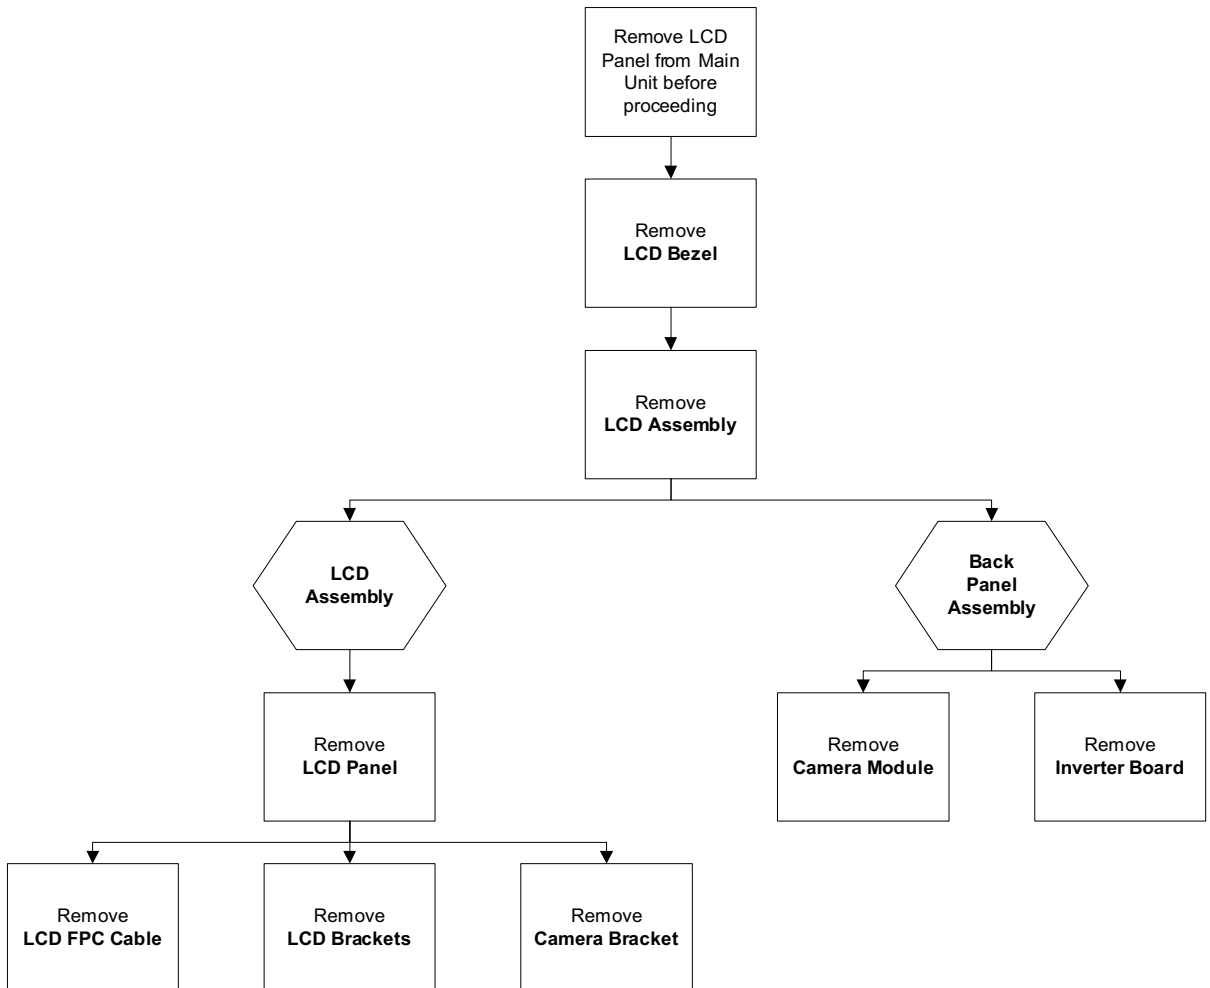 Remove LCD
Panel from Main
Unit before
proceeding
Remove
LCD Bezel
Remove
LCD Assembly
LCD
Assembly
Back
Panel
Assembly
Remove
LCD Panel
Remove
Camera Module
Remove
Inverter Board
Remove
LCD FPC Cable
Remove
LCD Brackets
Remove
Camera Bracket